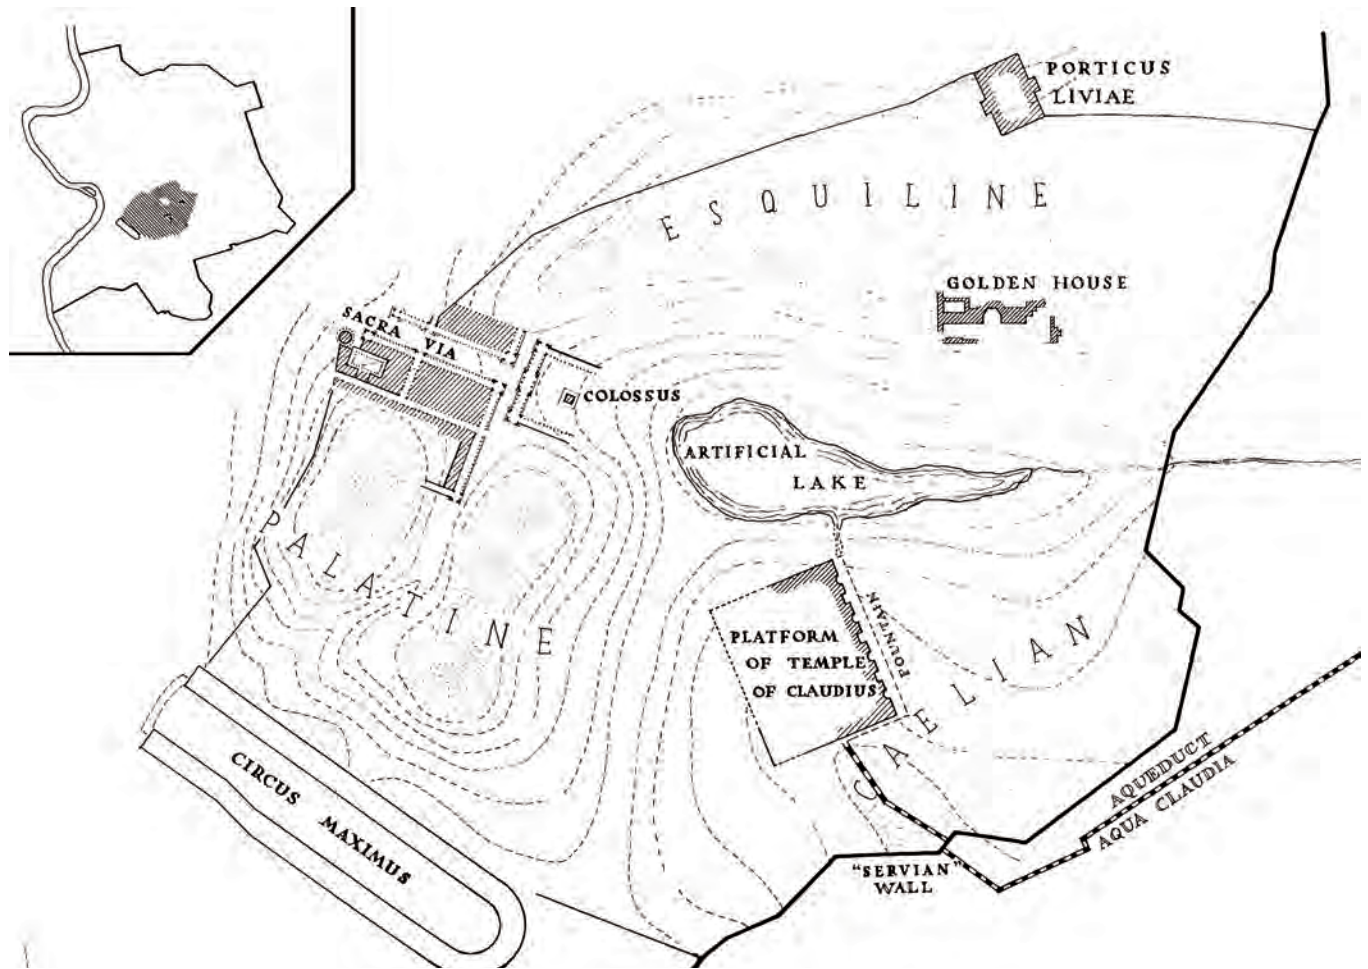 PORTICUS
LIVIAE
ESQUILINE
GOLDEN HOUSE
SACRA
VIA
COLOSSUS
ARTIFICIAL
LAKE
PALATINE
PLATFORM
OF TEMPLE
OF CLAUDIUS
FOUNTAIN
CAELIAN
CIRCUS
MAXIMUS
AQUEDUCT
AQUA CLAUDIA
"SERVIAN"
WALL